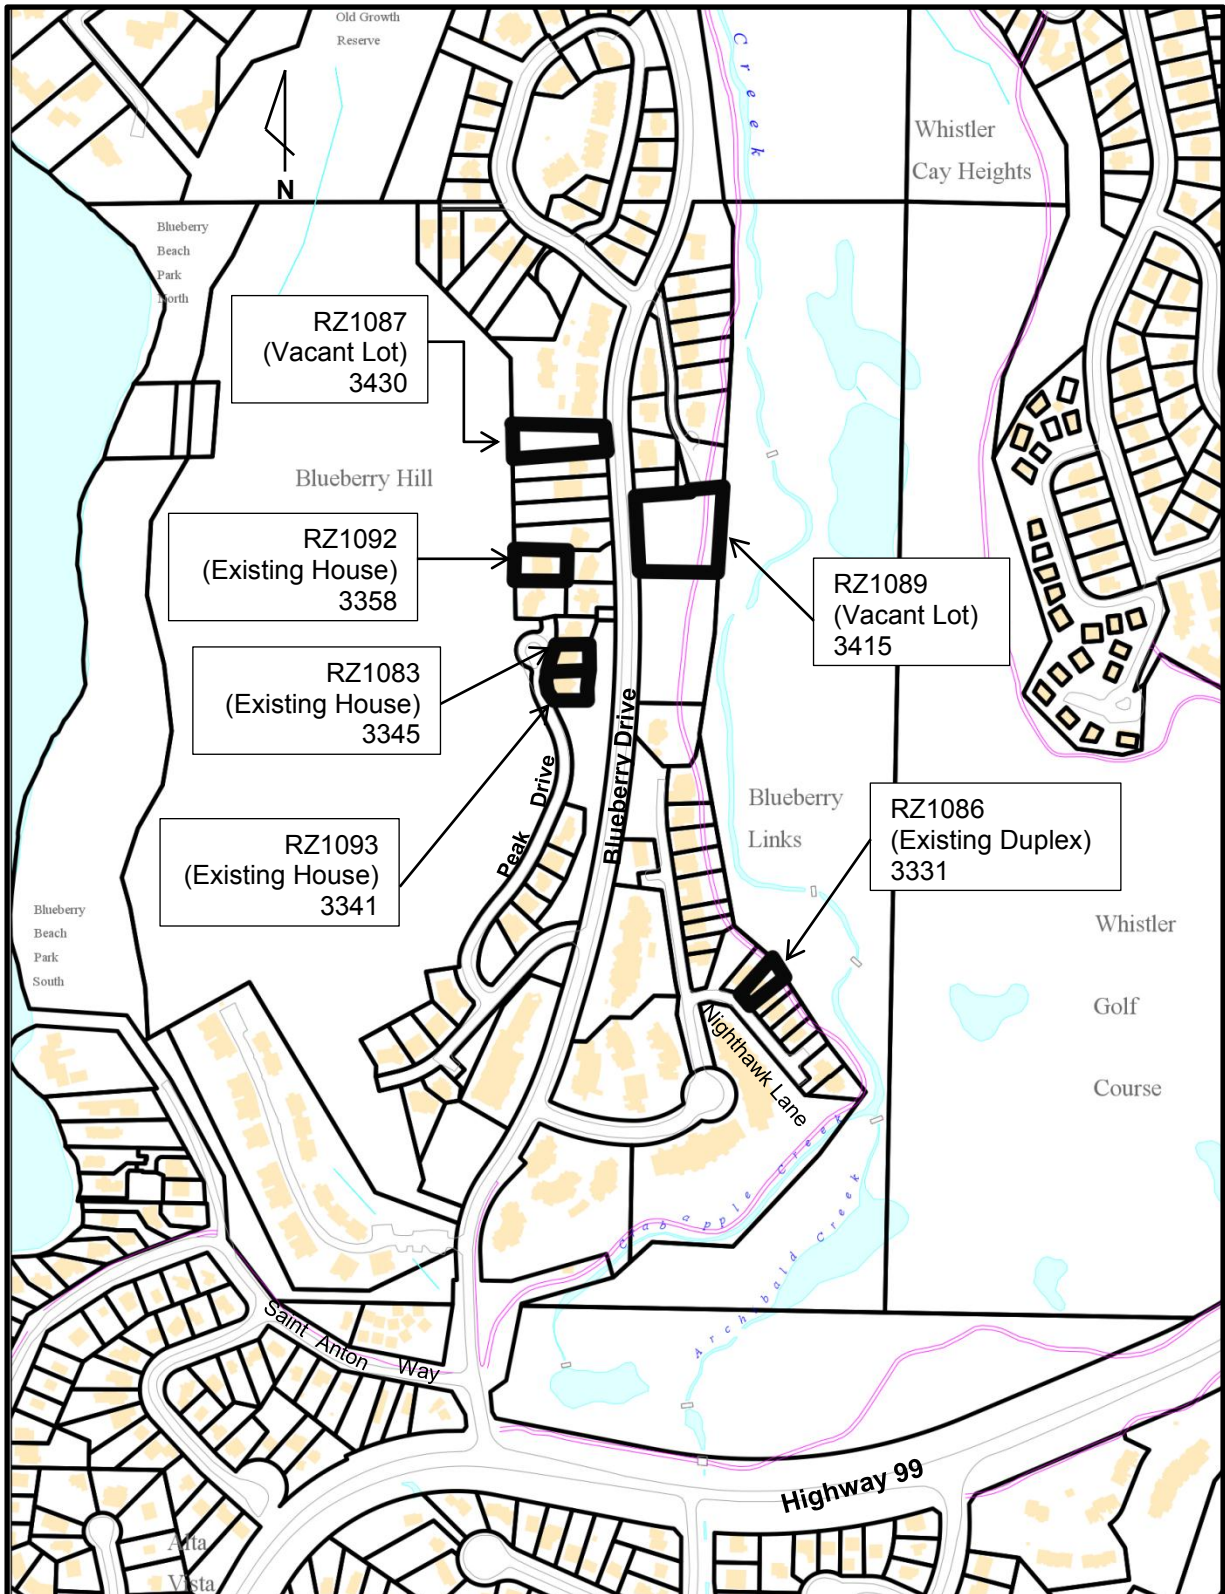 Old Growth
Reserve
Creek
Whistler
Cay Heights
N
Blueberry
Beach
Park
North
RZ1087
(Vacant Lot)
3430
Blueberry Hill
RZ1092
(Existing House)
3358
RZ1089
(Vacant Lot)
3415
RZ1083
(Existing House)
3345
Blueberry Drive
Peak Drive
RZ1093
(Existing House)
3341
Blueberry
Links
RZ1086
(Existing Duplex)
3331
Blueberry
Beach
Park
South
Whistler
Golf
Course
Nighthawk Lane
Crabapple Creek
Archibald Creek
Saint Anton Way
Highway 99
Alta
Vista